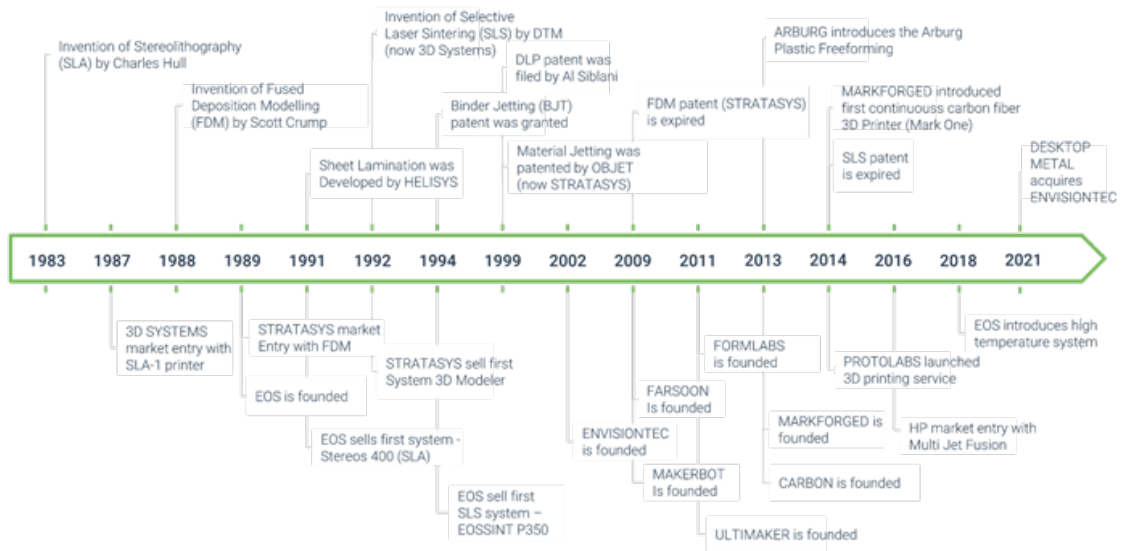 Invention of Stereolithography
(SLA) by Charles Hull
Invention of Fused
Deposition Modelling
(FDM) by Scott Crump
Sheet Lamination was
Developed by HELISYS
Invention of Selective
Laser Sintering (SLS) by DTM
(now 3D Systems)
Binder Jetting (BJT)
patent was granted
DLP patent was
filed by Al Siblani
Material Jetting was
patented by OBJET
(now STRATASYS)
FDM patent (STRATASYS)
is expired
ARBURG introduces the Arburg
Plastic Freeforming
MARKFORGED introduced
first continuouss carbon fiber
3D Printer (Mark One)
SLS patent
is expired
DESKTOP
METAL
acquires
ENVISIONTEC
1983 1987 1988 1989 1991 1992 1994 1999 2002 2009 2011 2013 2014 2016 2018 2021
3D SYSTEMS
market entry with
SLA-1 printer
STRATASYS market
Entry with FDM
EOS is founded
EOS sells first system -
Stereos 400 (SLA)
STRATASYS sell first
System 3D Modeler
EOS sell first
SLS system –
EOSSINT P350
ENVISIONTEC
is founded
FARSOON
Is founded
MAKERBOT
Is founded
FORMLABS
is founded
ULTIMAKER is founded
MARKFORGED is
founded
CARBON is founded
PROTOLABS launched
3D printing service
HP market entry with
Multi Jet Fusion
EOS introduces high
temperature system